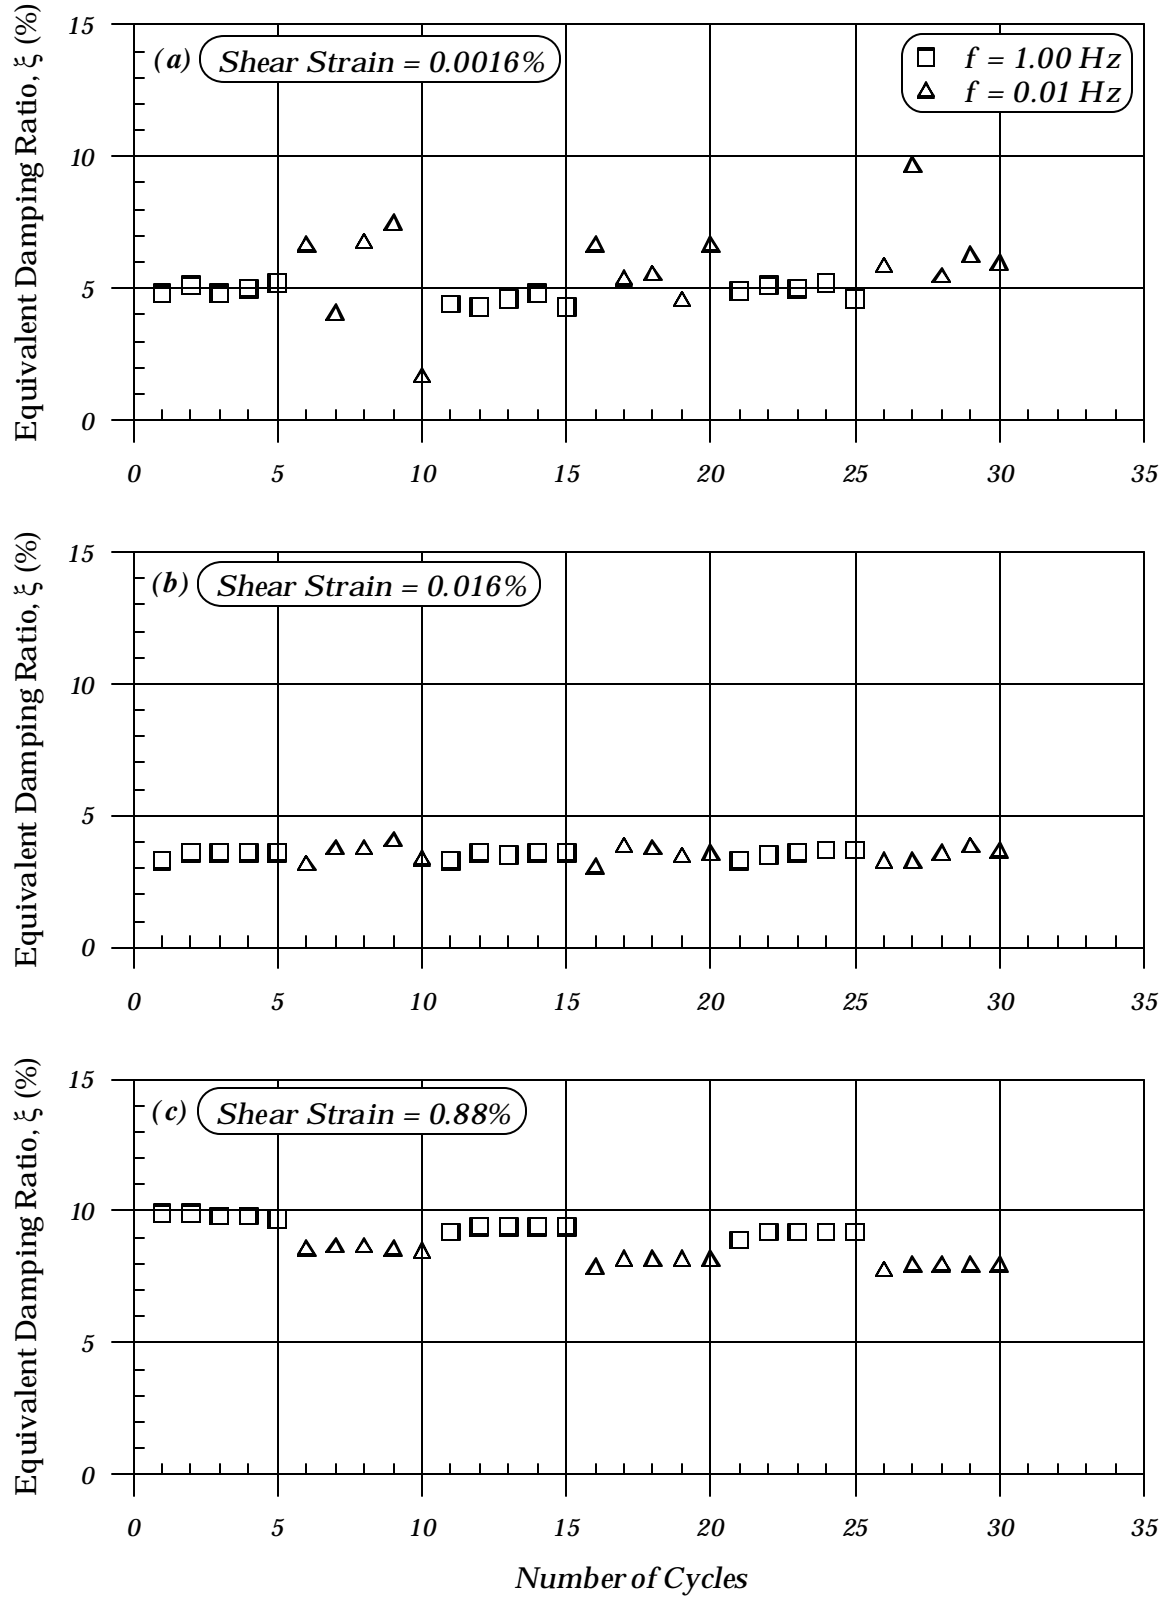 Equivalent Damping Ratio, ξ (%)
15
10
5
0
(a) Shear Strain = 0.0016%
f = 1.00 Hz
f = 0.01 Hz
0 5 10 15 20 25 30 35
Equivalent Damping Ratio, ξ (%)
15
10
5
0
(b) Shear Strain = 0.016%
0 5 10 15 20 25 30 35
Equivalent Damping Ratio, ξ (%)
15
10
5
0
(c) Shear Strain = 0.88%
0 5 10 15 20 25 30 35
Number of Cycles